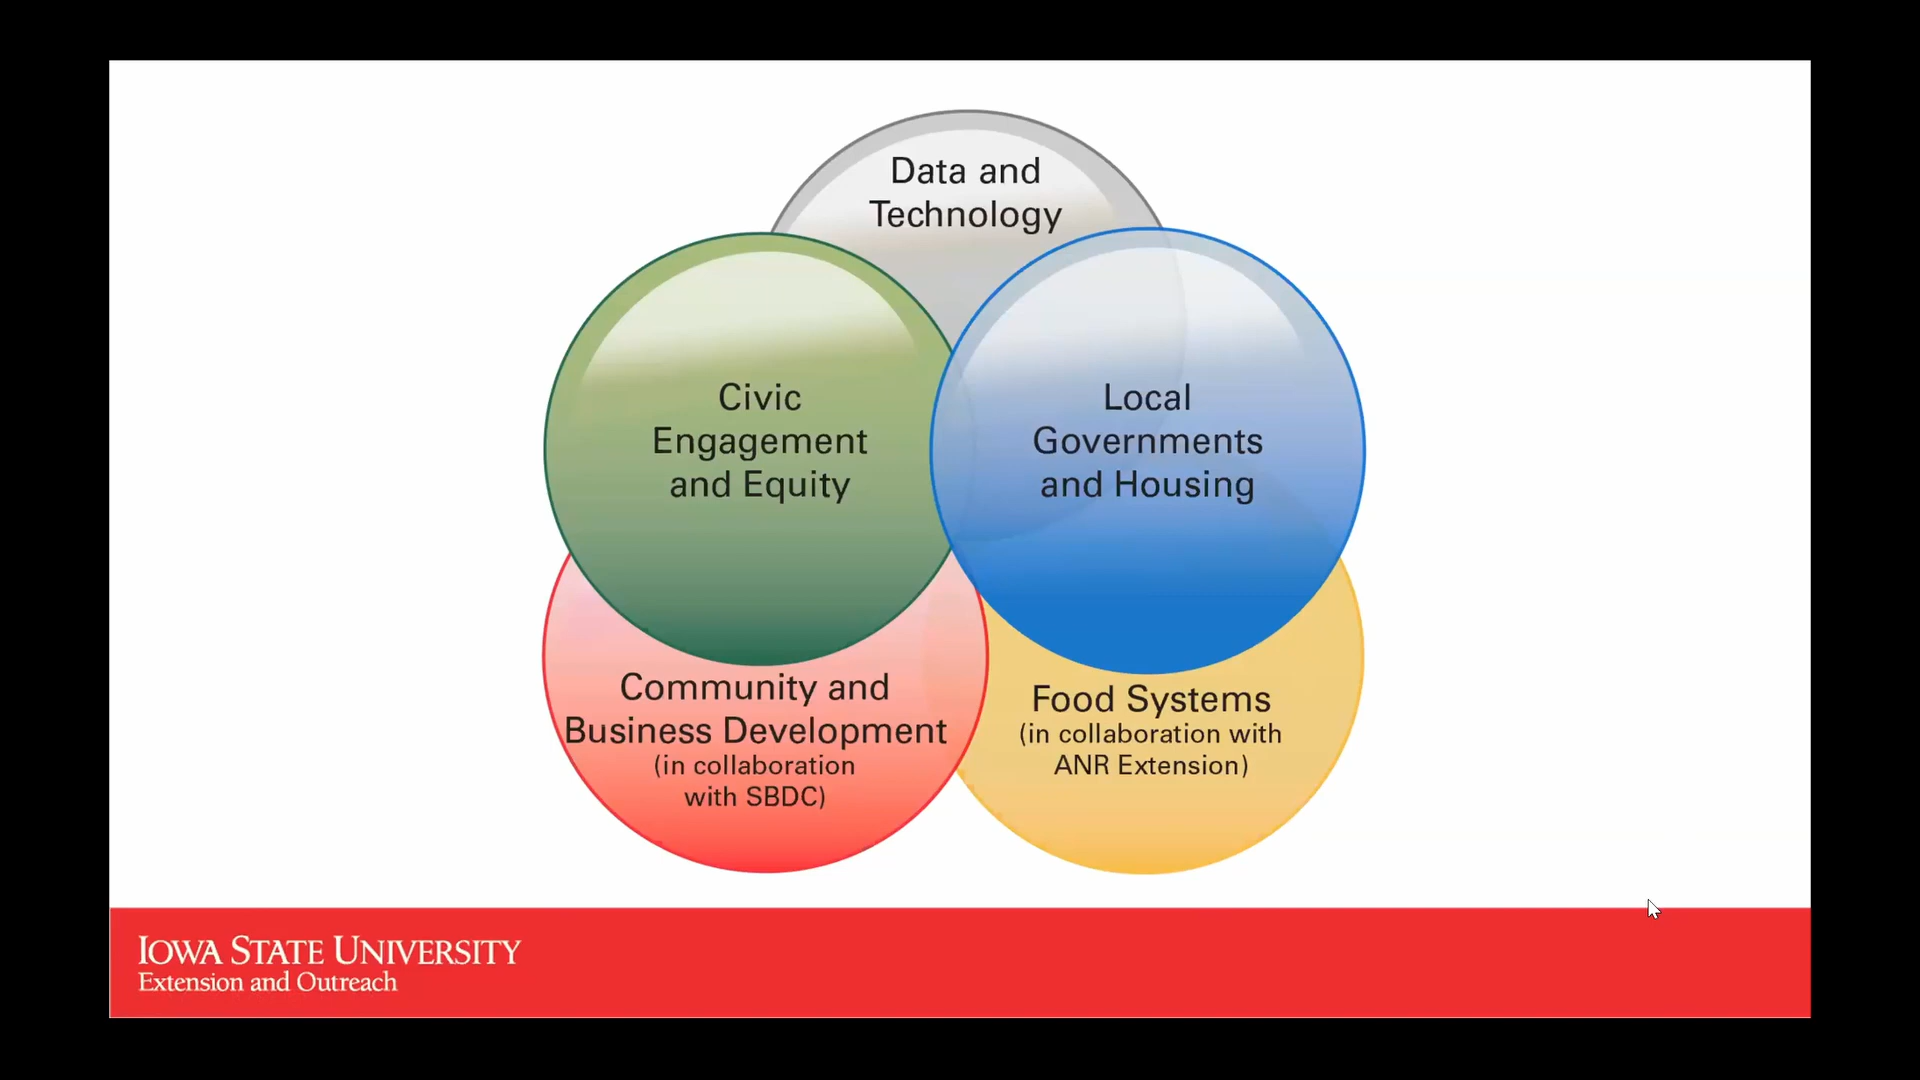 Data and
Technology
Civic
Engagement
and Equity
Local
Governments
and Housing
Community and
Business Development
(in collaboration
with SBDC)
Food Systems
(in collaboration with
ANR Extension)
IOWA STATE UNIVERSITY
Extension and Outreach